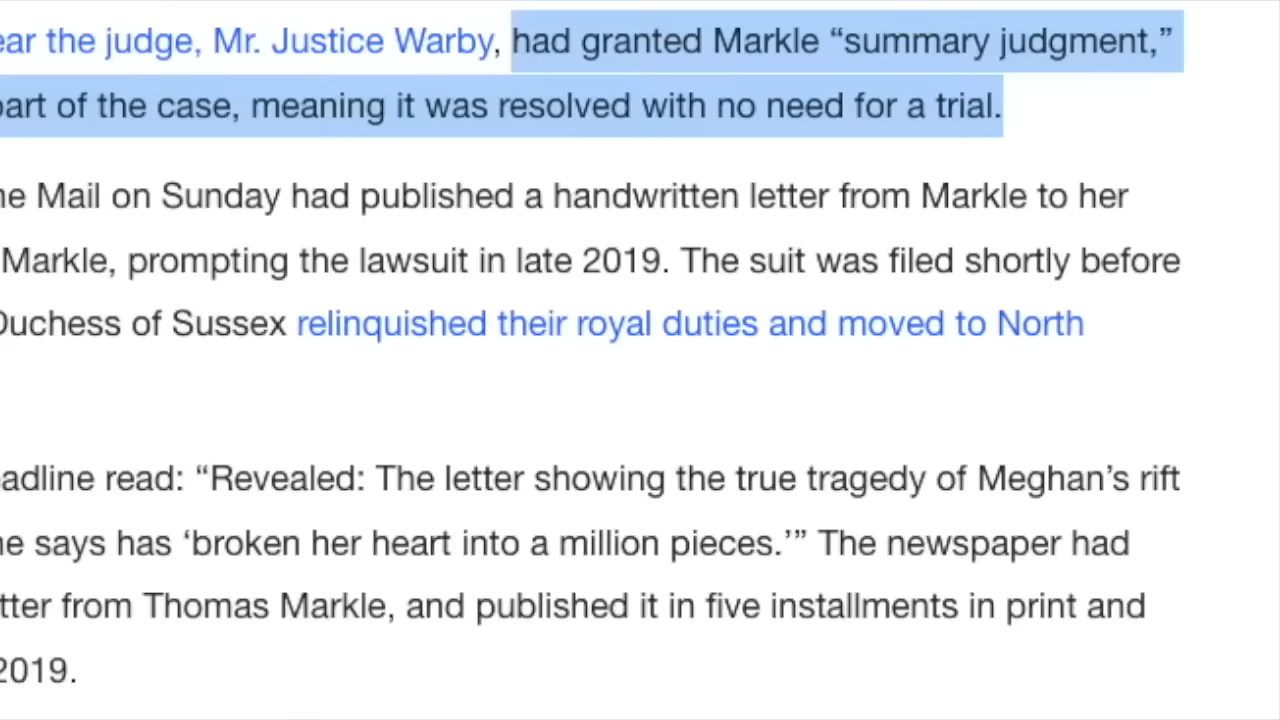 ear the judge, Mr. Justice Warby, had granted Markle “summary judgment,”
part of the case, meaning it was resolved with no need for a trial.
he Mail on Sunday had published a handwritten letter from Markle to her
Markle, prompting the lawsuit in late 2019. The suit was filed shortly before
Duchess of Sussex relinquished their royal duties and moved to North
adline read: “Revealed: The letter showing the true tragedy of Meghan’s rift
he says has ‘broken her heart into a million pieces.’” The newspaper had
tter from Thomas Markle, and published it in five installments in print and
2019.